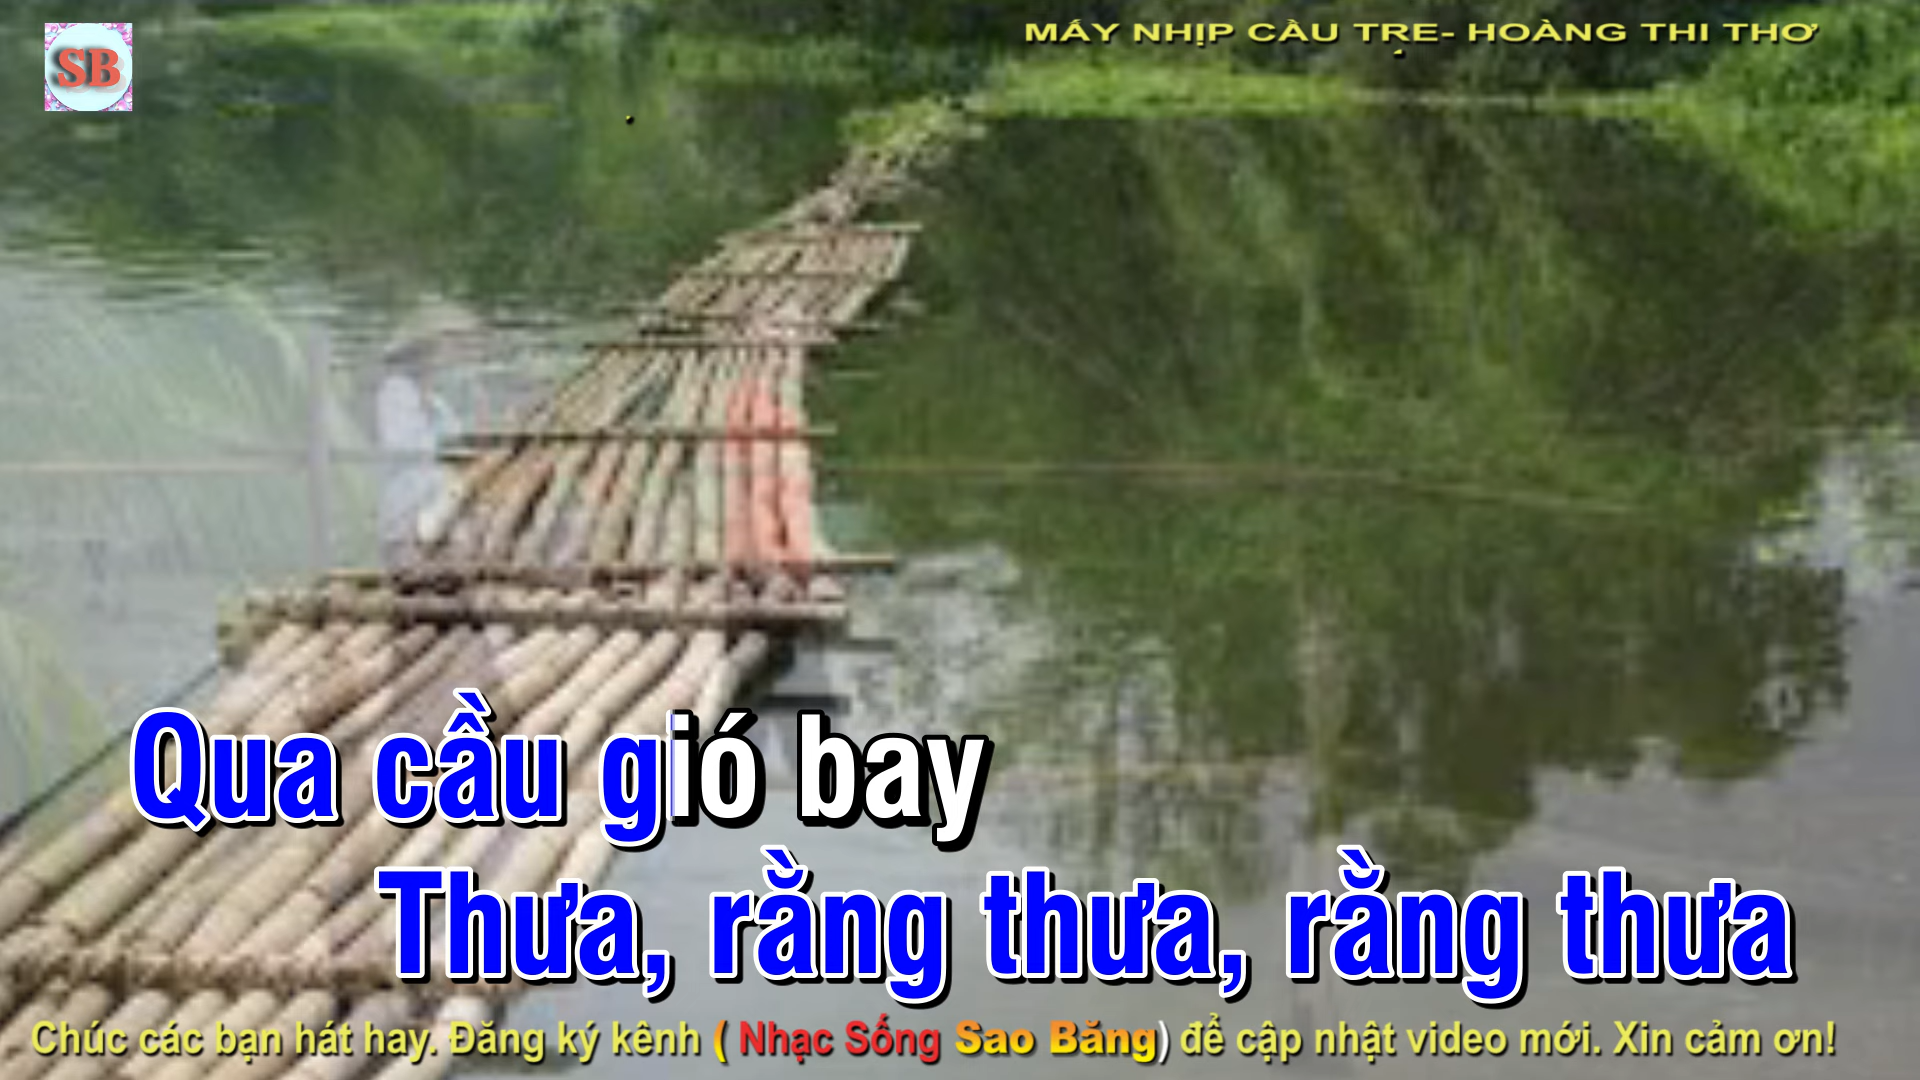 SB
MẤY NHỊP CẦU TRE- HOÀNG THI THƠ
Qua cầu gió bay
Thưa, rằng thưa, rằng thưa
Chúc các bạn hát hay. Đăng ký kênh ( Nhạc Sống Sao Băng) để cập nhật video mới. Xin cảm ơn!